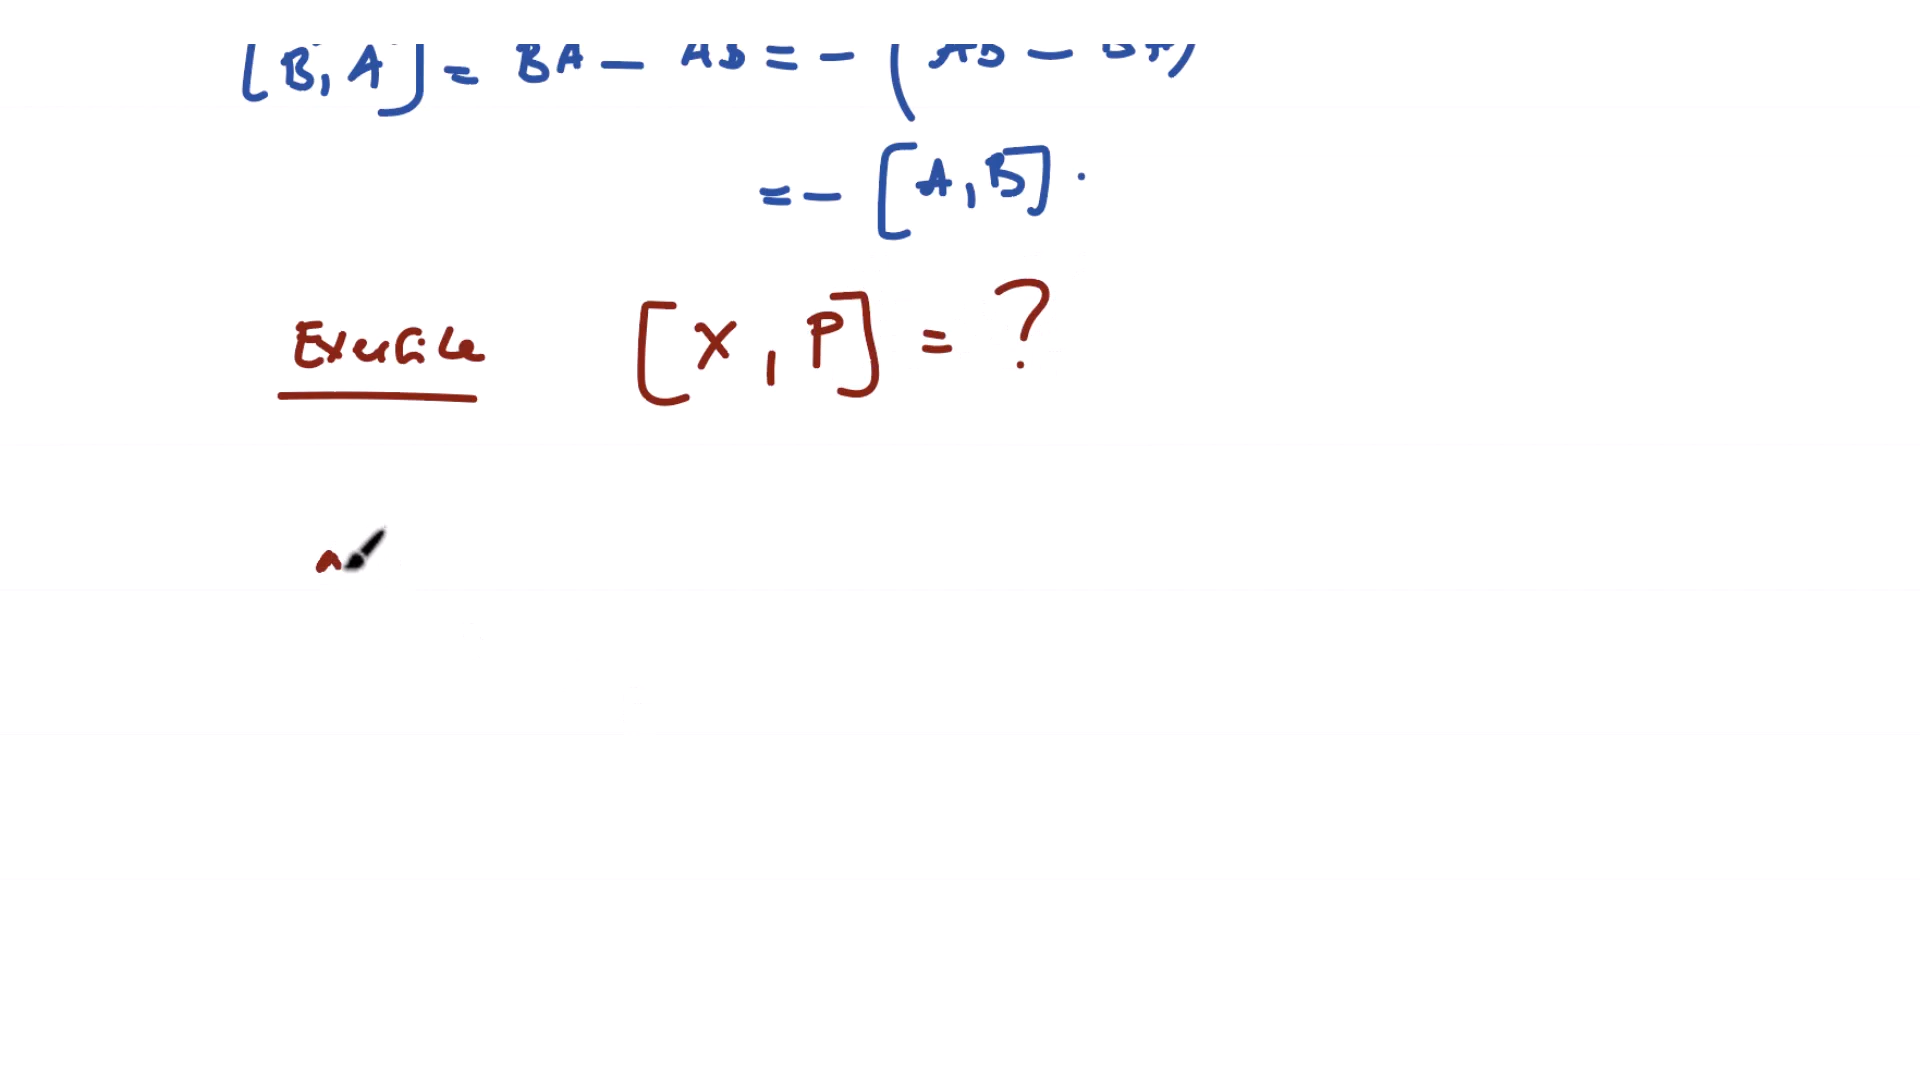 [B, A] = BA - AB = - (AB - BA)
= - [A, B].
Exercise [X, P] = ?